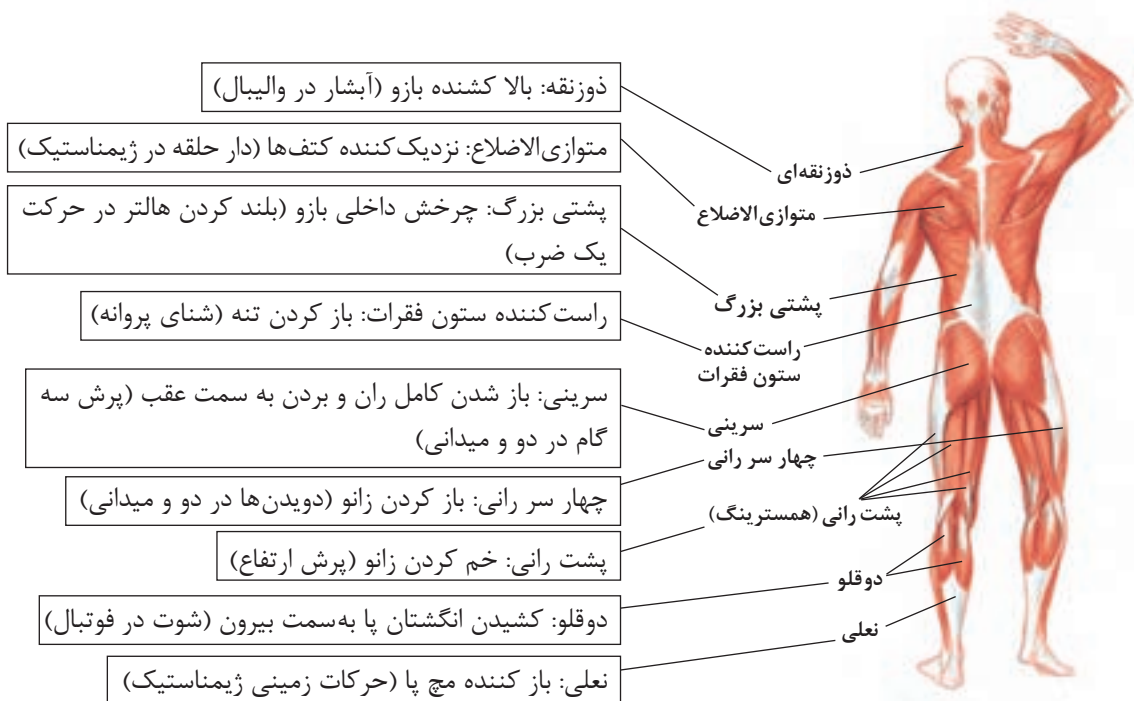 ذوزنقه: بالا کشنده بازو (آبشار در والیبال)
متوازی‌الاضلاع: نزدیک‌کننده کتف‌ها (دار حلقه در ژیمناستیک)
پشتی بزرگ: چرخش داخلی بازو (بلند کردن هالتر در حرکت
یک ضرب)
راست‌کننده ستون فقرات: باز کردن تنه (شنای پروانه)
سرینی: باز شدن کامل ران و بردن به سمت عقب (پرش سه
گام در دو و میدانی)
چهار سر رانی: باز کردن زانو (دویدن‌ها در دو و میدانی)
پشت رانی: خم کردن زانو (پرش ارتفاع)
دوقلو: کشیدن انگشتان پا به‌سمت بیرون (شوت در فوتبال)
نعلی: باز کننده مچ پا (حرکات زمینی ژیمناستیک)
ذوزنقه‌ای
متوازی‌الاضلاع
پشتی بزرگ
راست‌کننده
ستون فقرات
سرینی
چهار سر رانی
پشت رانی (همسترینگ)
دوقلو
نعلی